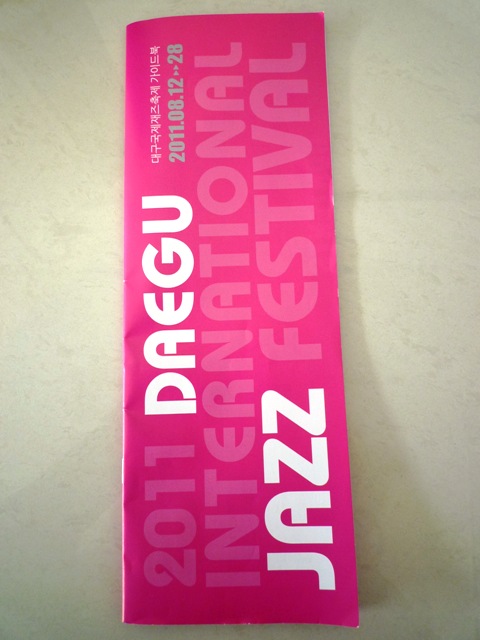 대구국제재즈축제 가이드북
2011.08.12 ▸▸ 28
2011 DAEGU
INTERNATIONAL
JAZZ FESTIVAL